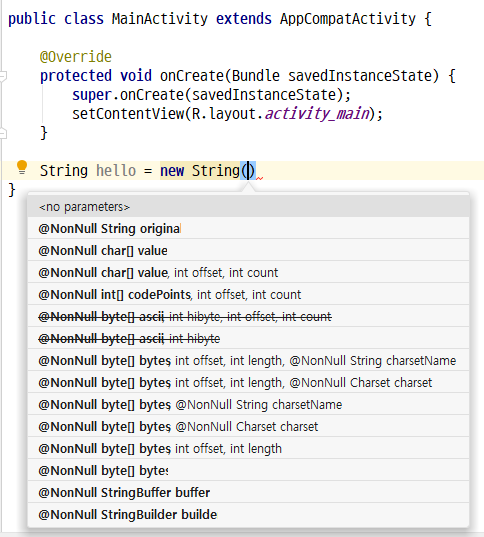 public class MainActivity extends AppCompatActivity {
@Override
protected void onCreate(Bundle savedInstanceState) {
super.onCreate(savedInstanceState);
setContentView(R.layout.activity_main);
}
String hello = new String()
}
<no parameters>
@NonNull String original
@NonNull char[] value
@NonNull char[] value, int offset, int count
@NonNull int[] codePoints, int offset, int count
@NonNull byte[] ascii, int hibyte, int offset, int count
@NonNull byte[] ascii, int hibyte
@NonNull byte[] bytes, int offset, int length, @NonNull String charsetName
@NonNull byte[] bytes, int offset, int length, @NonNull Charset charset
@NonNull byte[] bytes, @NonNull String charsetName
@NonNull byte[] bytes, @NonNull Charset charset
@NonNull byte[] bytes, int offset, int length
@NonNull byte[] bytes
@NonNull StringBuffer buffer
@NonNull StringBuilder builde